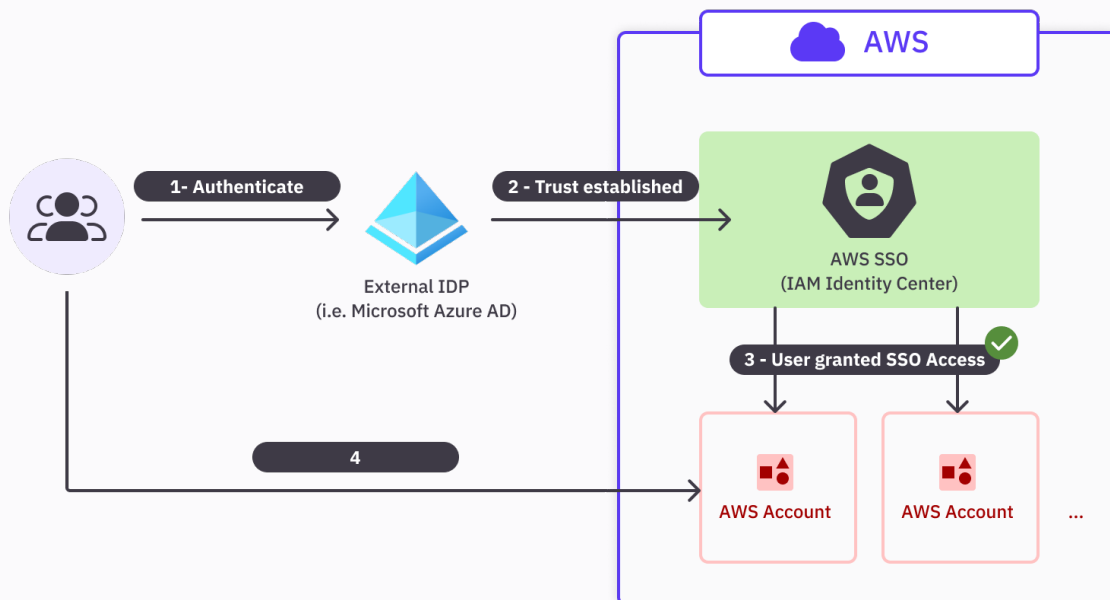 AWS
1- Authenticate
2 - Trust established
External IDP
(i.e. Microsoft Azure AD)
AWS SSO
(IAM Identity Center)
3 - User granted SSO Access
4
AWS Account
AWS Account
...